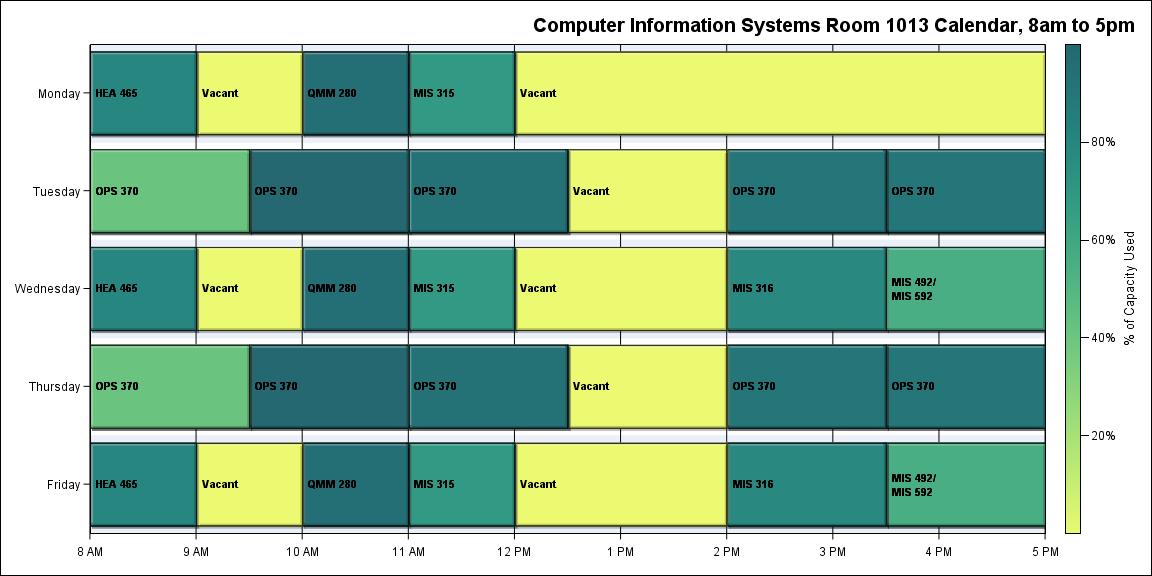 Computer Information Systems Room 1013 Calendar, 8am to 5pm
Monday
HEA 465
Vacant
QMM 280
MIS 315
Vacant
Tuesday
OPS 370
OPS 370
OPS 370
Vacant
OPS 370
OPS 370
Wednesday
HEA 465
Vacant
QMM 280
MIS 315
Vacant
MIS 316
MIS 492/
MIS 592
Thursday
OPS 370
OPS 370
OPS 370
Vacant
OPS 370
OPS 370
Friday
HEA 465
Vacant
QMM 280
MIS 315
Vacant
MIS 316
MIS 492/
MIS 592
8 AM
9 AM
10 AM
11 AM
12 PM
1 PM
2 PM
3 PM
4 PM
5 PM
80%
60%
40%
20%
% of Capacity Used